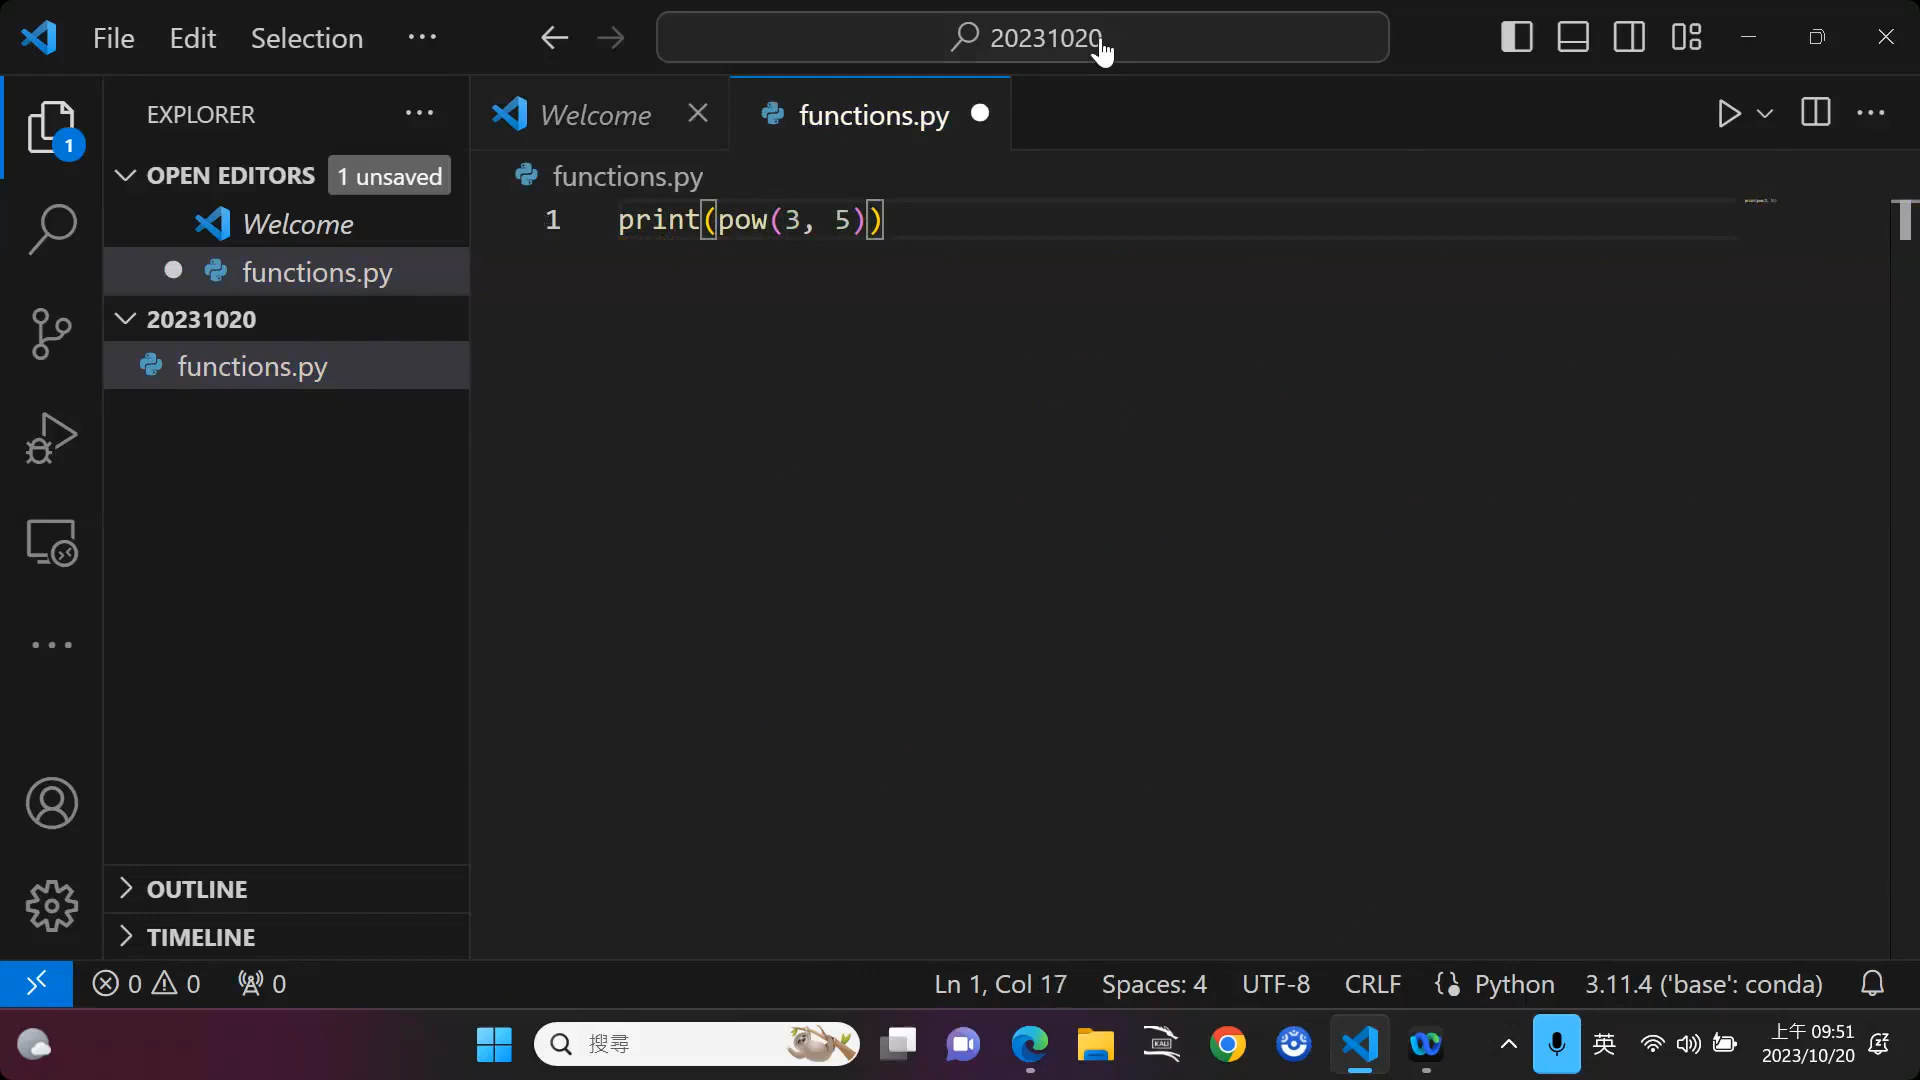 File Edit Selection ···
20231020
EXPLORER ···
OPEN EDITORS 1 unsaved
Welcome
functions.py
20231020
functions.py
OUTLINE
TIMELINE
Welcome functions.py
functions.py
1 print(pow(3, 5))
1
0 0 0
Ln 1, Col 17 Spaces: 4 UTF-8 CRLF Python 3.11.4 ('base': conda)
搜尋
KALI
英
上午 09:51
2023/10/20